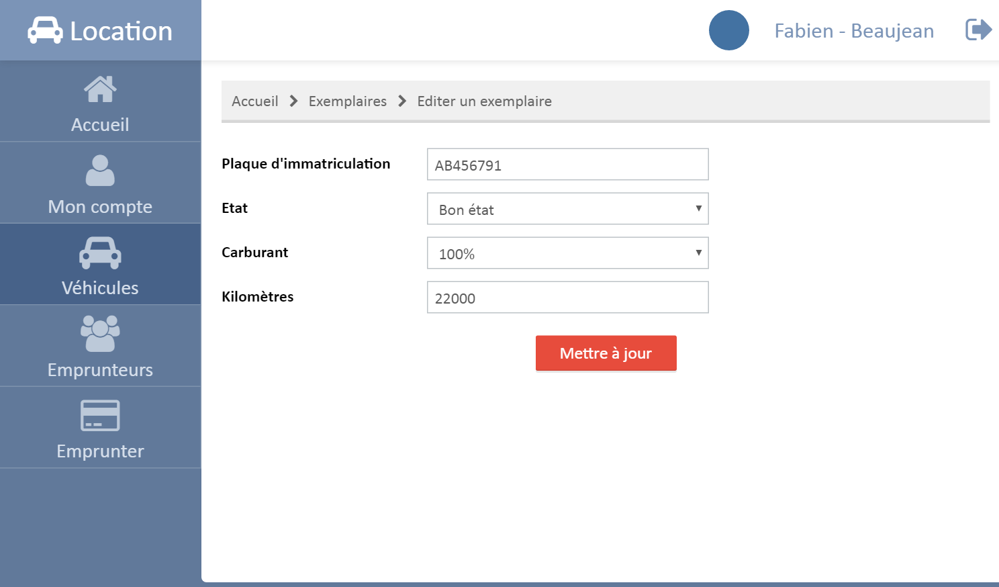 Location
Fabien - Beaujean
Accueil
Mon compte
Véhicules
Emprunteurs
Emprunter
Accueil Exemplaires Editer un exemplaire
Plaque d'immatriculation AB456791
Etat Bon état
Carburant 100%
Kilomètres 22000
Mettre à jour